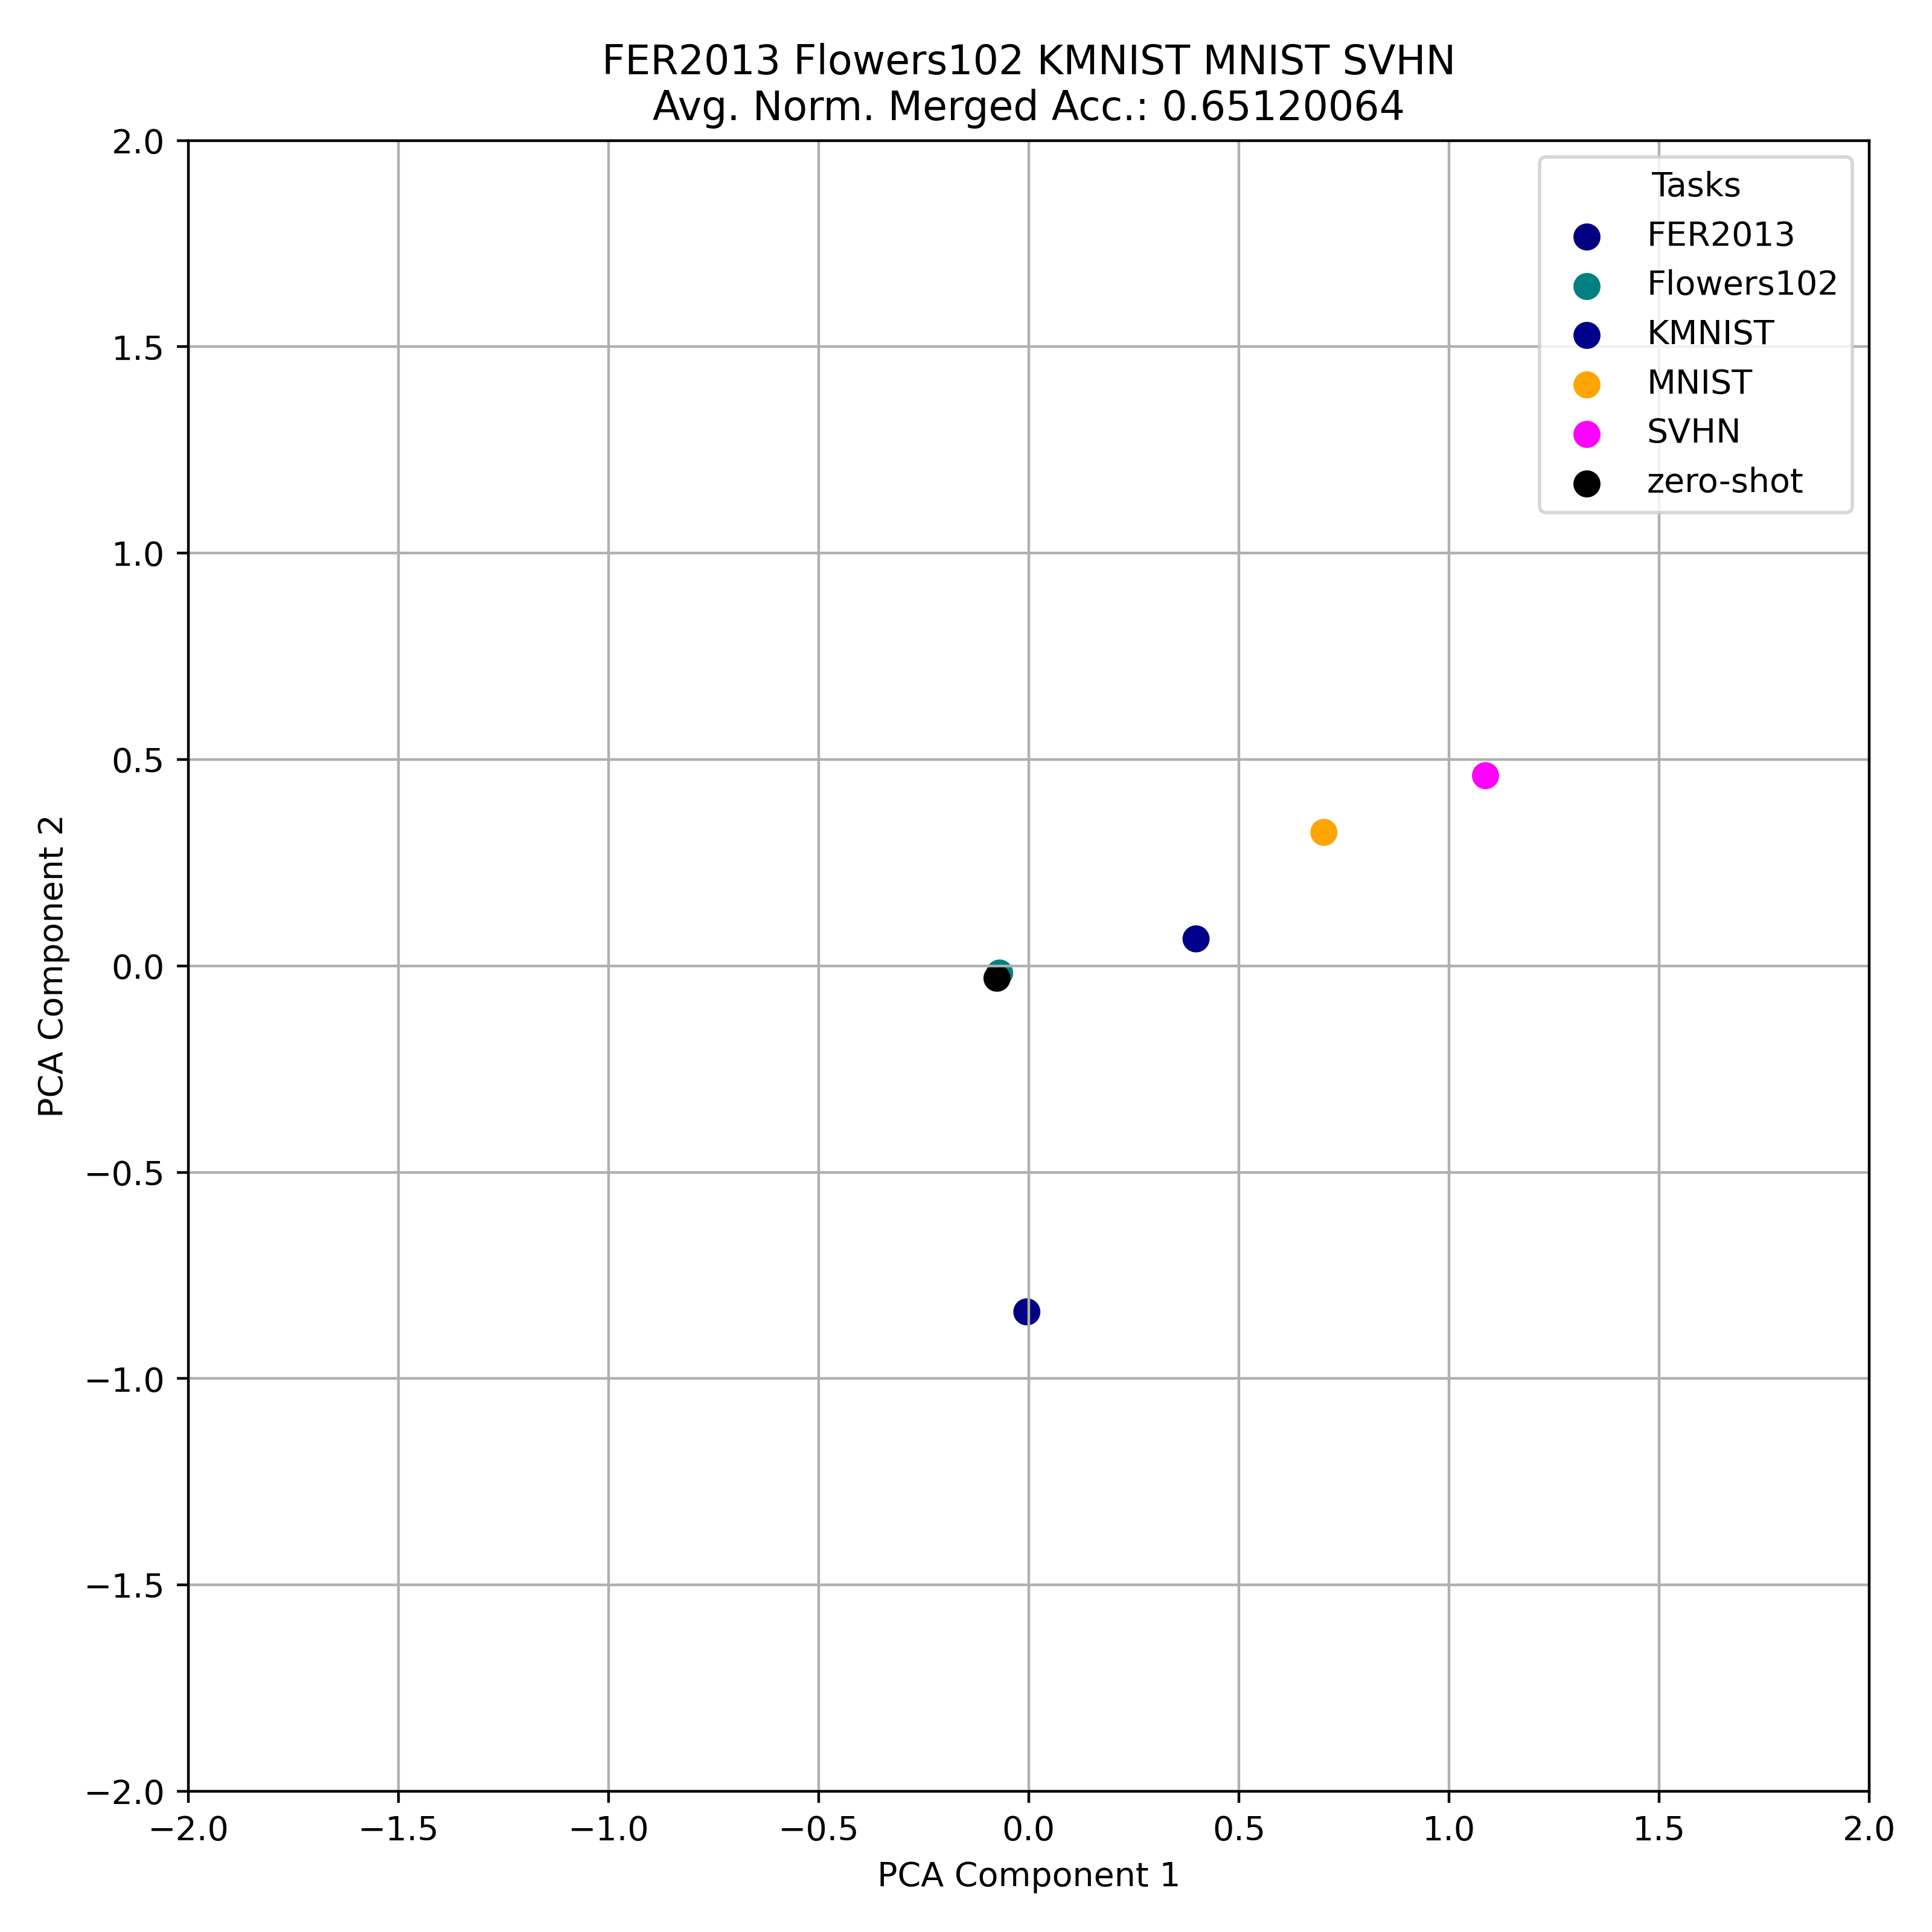 FER2013 Flowers102 KMNIST MNIST SVHN
Avg. Norm. Merged Acc.: 0.65120064
2.0
1.5
1.0
0.5
0.0
−0.5
−1.0
−1.5
−2.0
PCA Component 2
Tasks
FER2013
Flowers102
KMNIST
MNIST
SVHN
zero-shot
−2.0 −1.5 −1.0 −0.5 0.0 0.5 1.0 1.5 2.0
PCA Component 1